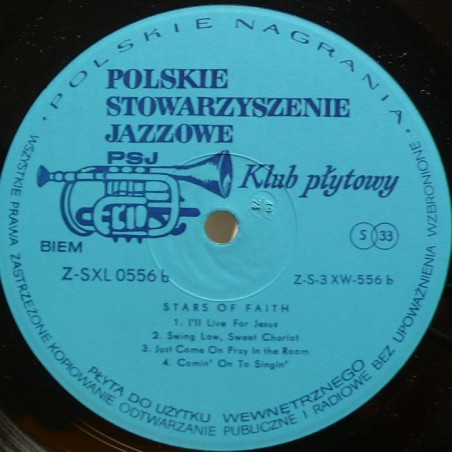 · POLSKIE NAGRANIA ·
POLSKIE
STOWARZYSZENIE
JAZZOWE
PSJ
Klub płytowy
BIEM
S 33
Z-SXL 0556 b
Z-S-3 XW-556 b
STARS OF FAITH
1. I'll Live For Jesus
2. Swing Low, Sweet Chariot
3. Just Come On Pray In the Room
4. Comin' On To Singin'
PŁYTA DO UŻYTKU WEWNĘTRZNEGO
WSZYSTKIE PRAWA ZASTRZEŻONE KOPIOWANIE ODTWARZANIE PUBLICZNE I RADIOWE BEZ UPOWAŻNIENIA WZBRONIONE